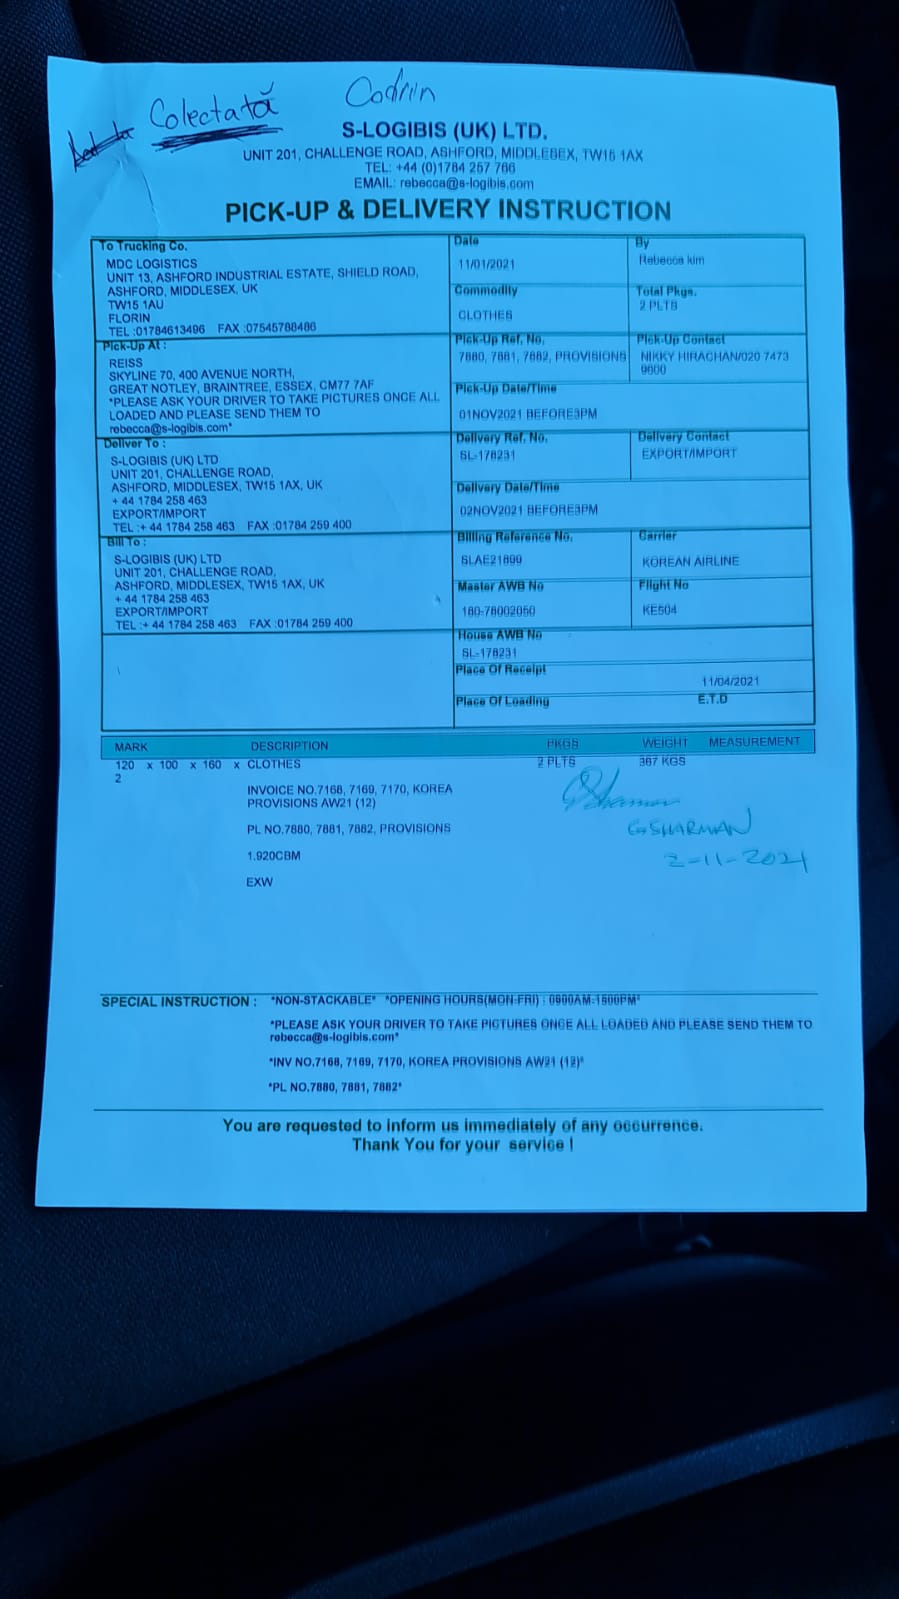 Colectată Codrin
S-LOGIBIS (UK) LTD.
UNIT 201, CHALLENGE ROAD, ASHFORD, MIDDLESEX, TW15 1AX
TEL: +44 (0)1784 257 766
EMAIL: rebecca@s-logibis.com
PICK-UP & DELIVERY INSTRUCTION
To Trucking Co.
MDC LOGISTICS
UNIT 13, ASHFORD INDUSTRIAL ESTATE, SHIELD ROAD,
ASHFORD, MIDDLESEX, UK
TW15 1AU
FLORIN
TEL :01784613496 FAX :07545788486
Date
11/01/2021
By
Rebecca kim
Commodity
CLOTHES
Total Pkgs.
2 PLTS
Pick-Up At :
REISS
SKYLINE 70, 400 AVENUE NORTH,
GREAT NOTLEY, BRAINTREE, ESSEX, CM77 7AF
*PLEASE ASK YOUR DRIVER TO TAKE PICTURES ONCE ALL
LOADED AND PLEASE SEND THEM TO
rebecca@s-logibis.com*
Pick-Up Ref. No.
7880, 7881, 7882, PROVISIONS
Pick-Up Contact
NIKKY HIRACHAN/020 7473
9600
Pick-Up Date/Time
01NOV2021 BEFORE3PM
Deliver To :
S-LOGIBIS (UK) LTD
UNIT 201, CHALLENGE ROAD,
ASHFORD, MIDDLESEX, TW15 1AX, UK
+ 44 1784 258 463
EXPORT/IMPORT
TEL :+ 44 1784 258 463 FAX :01784 259 400
Delivery Ref. No.
SL-178231
Delivery Contact
EXPORT/IMPORT
Delivery Date/Time
02NOV2021 BEFORE3PM
Bill To :
S-LOGIBIS (UK) LTD
UNIT 201, CHALLENGE ROAD,
ASHFORD, MIDDLESEX, TW15 1AX, UK
+ 44 1784 258 463
EXPORT/IMPORT
TEL :+ 44 1784 258 463 FAX :01784 259 400
Billing Reference No.
SLAE21899
Carrier
KOREAN AIRLINE
Master AWB No
180-78002050
Flight No
KE504
House AWB No
SL-178231
Place Of Receipt
11/04/2021
Place Of Loading E.T.D
MARK DESCRIPTION PKGS WEIGHT MEASUREMENT
120 x 100 x 160 x CLOTHES 2 PLTS 367 KGS
2
INVOICE NO.7168, 7169, 7170, KOREA
PROVISIONS AW21 (12)
PL NO.7880, 7881, 7882, PROVISIONS
G SHARMAN
1.920CBM
2-11-2021
EXW
SPECIAL INSTRUCTION : *NON-STACKABLE* *OPENING HOURS(MON-FRI) : 0900AM-1500PM*
*PLEASE ASK YOUR DRIVER TO TAKE PICTURES ONCE ALL LOADED AND PLEASE SEND THEM TO
rebecca@s-logibis.com*
*INV NO.7168, 7169, 7170, KOREA PROVISIONS AW21 (12)*
*PL NO.7880, 7881, 7882*
You are requested to inform us immediately of any occurrence.
Thank You for your service !